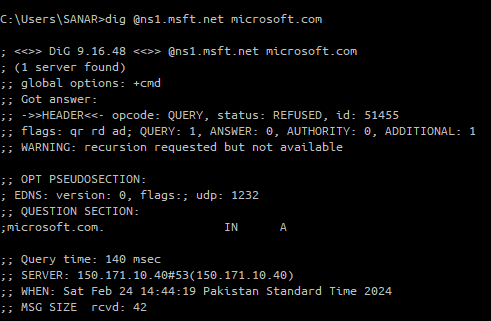 C:\Users\SANAR>dig @ns1.msft.net microsoft.com
; <<>> DiG 9.16.48 <<>> @ns1.msft.net microsoft.com
; (1 server found)
;; global options: +cmd
;; Got answer:
;; ->>HEADER<<- opcode: QUERY, status: REFUSED, id: 51455
;; flags: qr rd ad; QUERY: 1, ANSWER: 0, AUTHORITY: 0, ADDITIONAL: 1
;; WARNING: recursion requested but not available
;; OPT PSEUDOSECTION:
; EDNS: version: 0, flags:; udp: 1232
;; QUESTION SECTION:
;microsoft.com. IN A
;; Query time: 140 msec
;; SERVER: 150.171.10.40#53(150.171.10.40)
;; WHEN: Sat Feb 24 14:44:19 Pakistan Standard Time 2024
;; MSG SIZE rcvd: 42